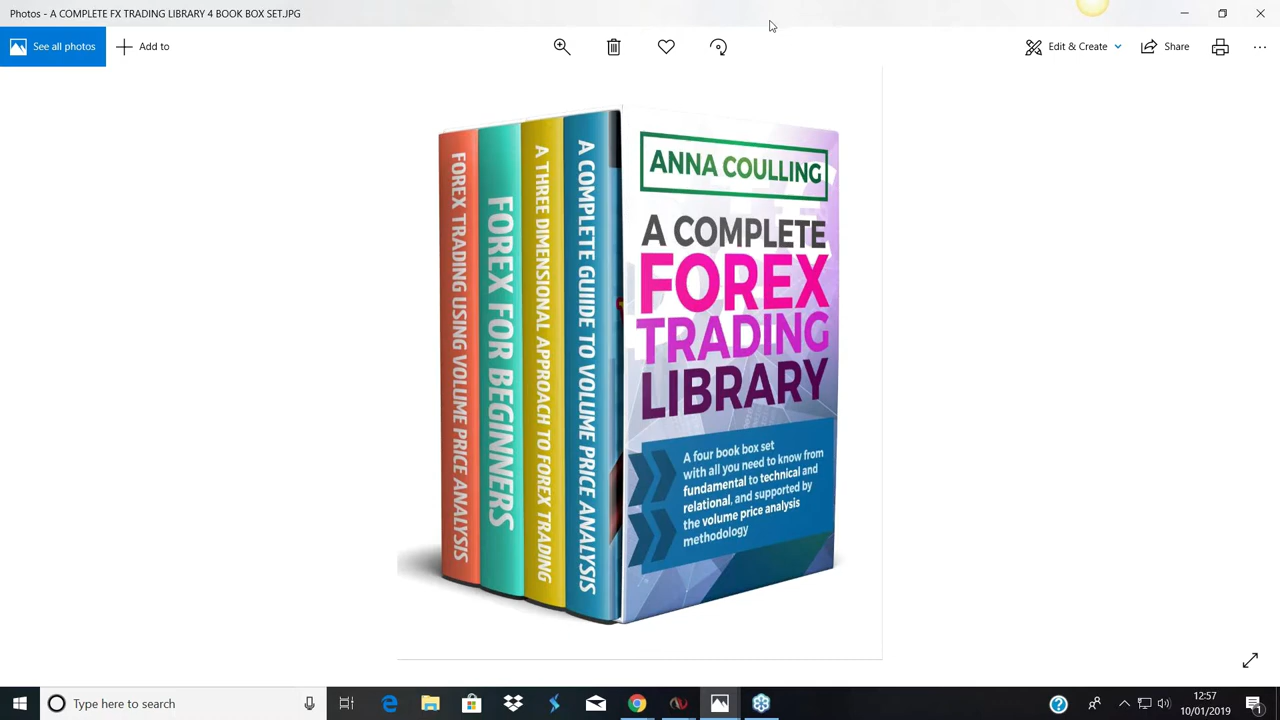 Photos - A COMPLETE FX TRADING LIBRARY 4 BOOK BOX SET.JPG
See all photos
Add to
Edit & Create
Share
FOREX TRADING USING VOLUME PRICE ANALYSIS
FOREX FOR BEGINNERS
A THREE DIMENSIONAL APPROACH TO FOREX TRADING
A COMPLETE GUIIDE TO VOLUME PRICE ANALYSIS
ANNA COULLING
A COMPLETE
FOREX
TRADING
LIBRARY
A four book box set
with all you need to know from
fundamental to technical and
relational, and supported by
the volume price analysis
methodology
Type here to search
12:57
10/01/2019
1